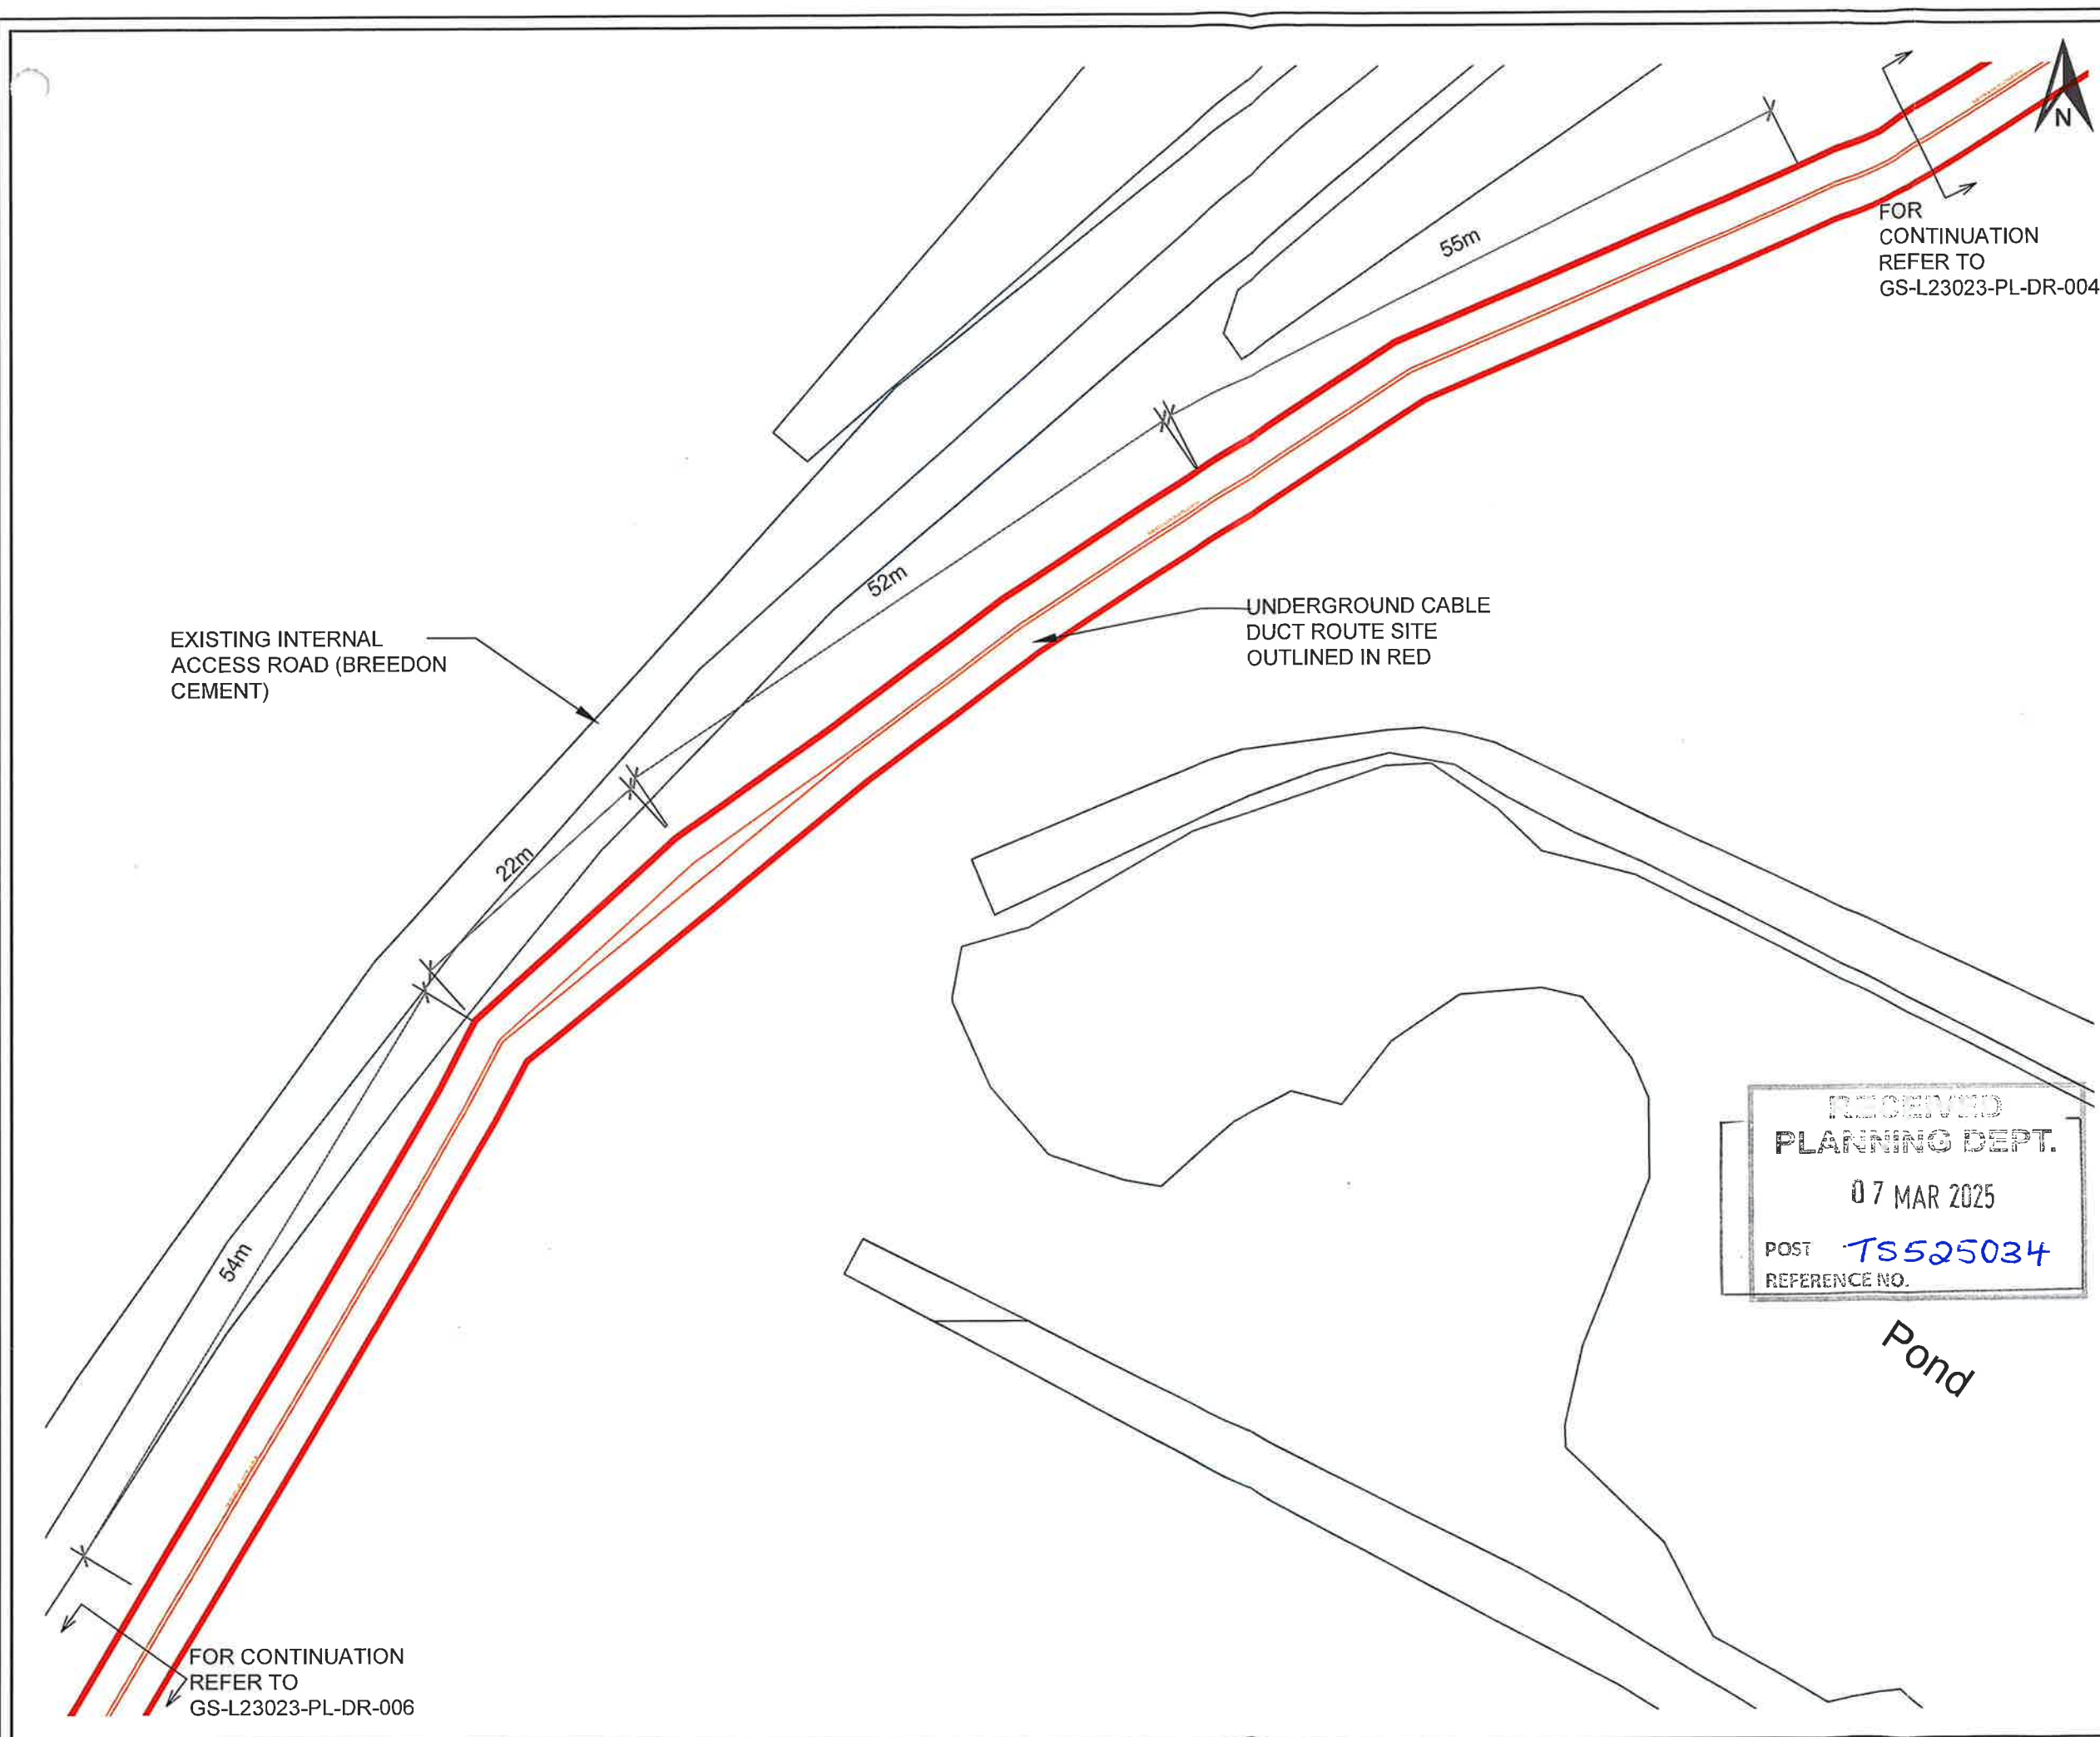 N
FOR
CONTINUATION
REFER TO
GS-L23023-PL-DR-004
55m
52m
EXISTING INTERNAL
ACCESS ROAD (BREEDON
CEMENT)
UNDERGROUND CABLE
DUCT ROUTE SITE
OUTLINED IN RED
22m
54m
RECEIVED
PLANNING DEPT.
07 MAR 2025
POST TS525034
REFERENCE NO.
Pond
FOR CONTINUATION
REFER TO
GS-L23023-PL-DR-006